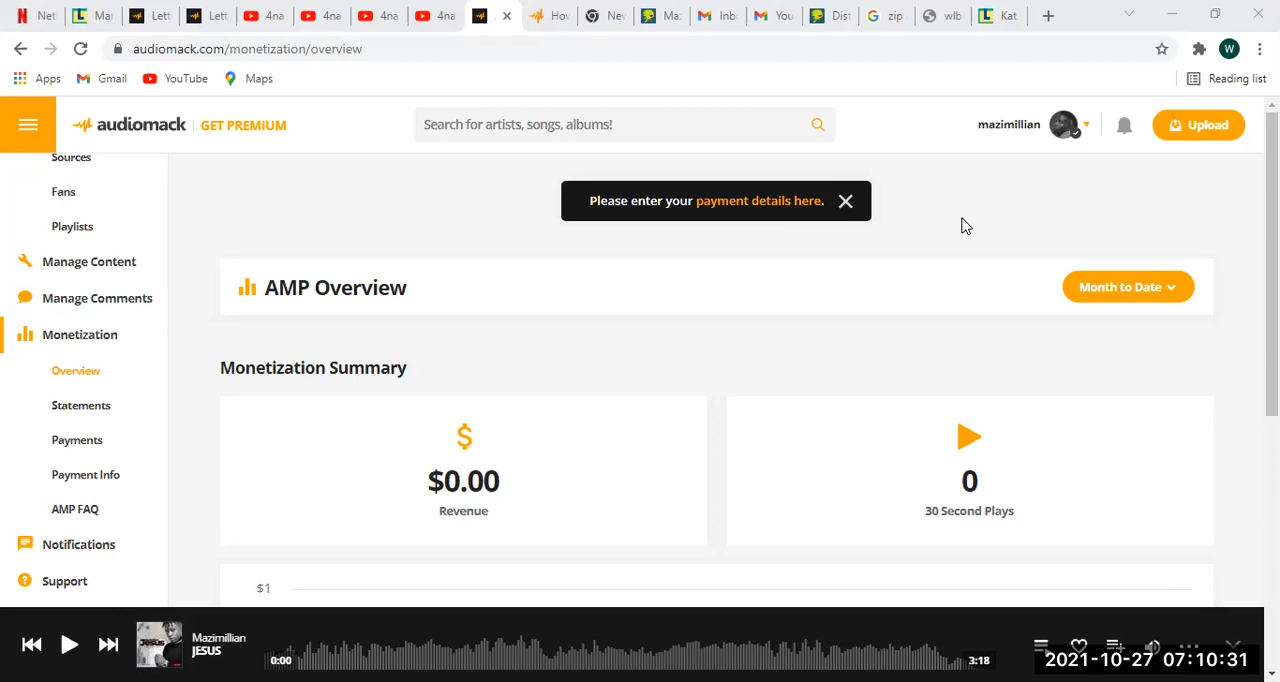 Net
Mar
Lett
Lett
4na
4na
4na
4na
Hov
Nev
Ma:
Inb
You
Dist
zip
wlb
Kat
audiomack.com/monetization/overview
W
Apps
Gmail
YouTube
Maps
Reading list
audiomack
GET PREMIUM
Search for artists, songs, albums!
mazimillian
Upload
Sources
Fans
Playlists
Manage Content
Manage Comments
Monetization
Overview
Statements
Payments
Payment Info
AMP FAQ
Notifications
Support
Please enter your payment details here.
AMP Overview
Month to Date
Monetization Summary
$0.00
Revenue
0
30 Second Plays
$1
JESUS
Mazimillian
JESUS
0:00
3:18
2021-10-27 07:10:31